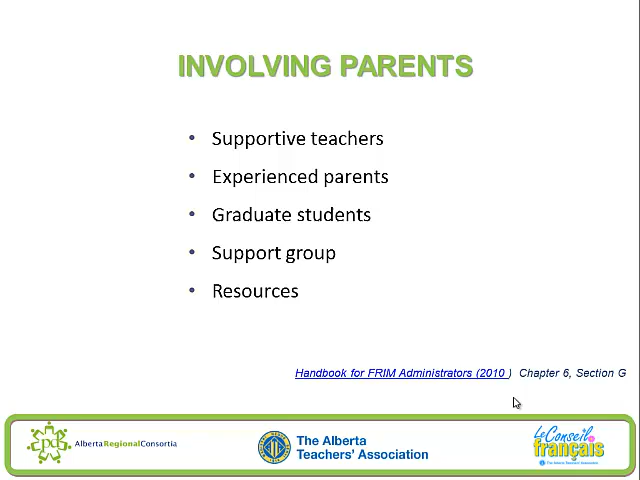 INVOLVING PARENTS
• Supportive teachers
• Experienced parents
• Graduate students
• Support group
• Resources
Handbook for FRIM Administrators (2010 ) Chapter 6, Section G
pdc
Alberta Regional Consortia
The Alberta
Teachers' Association
Le Conseil
français